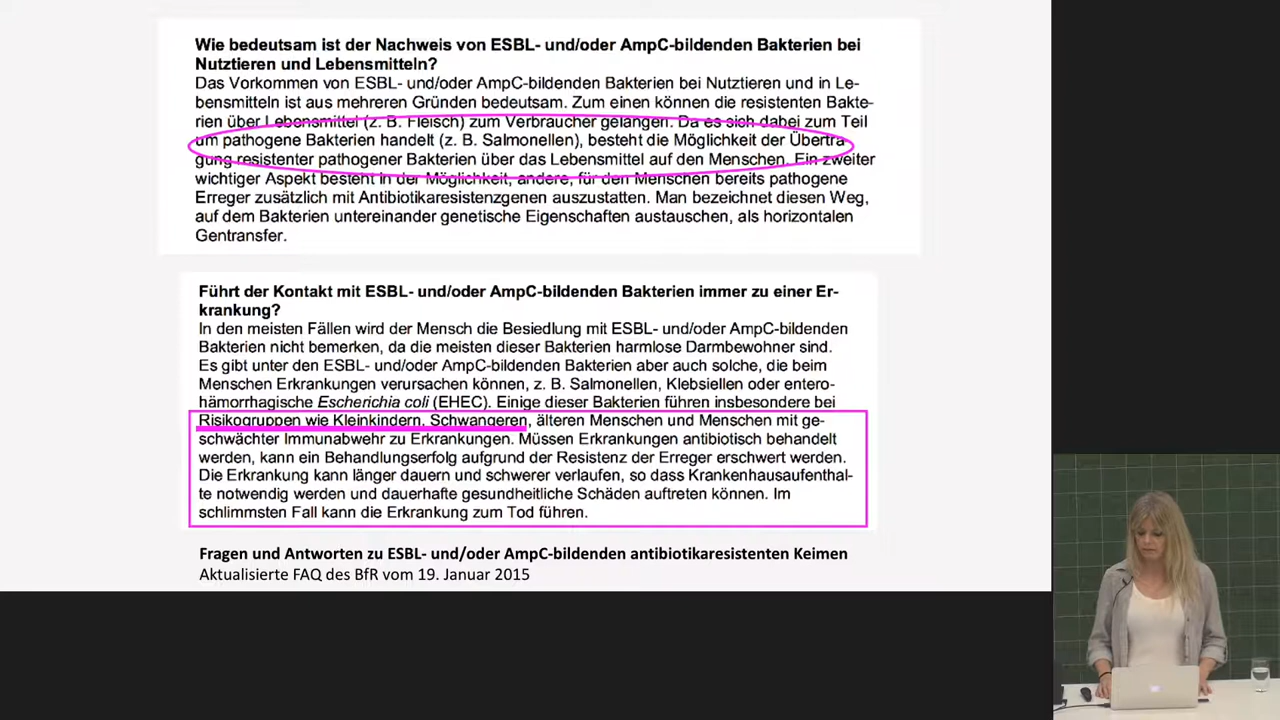 Wie bedeutsam ist der Nachweis von ESBL- und/oder AmpC-bildenden Bakterien bei
Nutztieren und Lebensmitteln?
Das Vorkommen von ESBL- und/oder AmpC-bildenden Bakterien bei Nutztieren und in Le-
bensmitteln ist aus mehreren Gründen bedeutsam. Zum einen können die resistenten Bakte-
rien über Lebensmittel (z. B. Fleisch) zum Verbraucher gelangen. Da es sich dabei zum Teil
um pathogene Bakterien handelt (z. B. Salmonellen), besteht die Möglichkeit der Übertra
gung resistenter pathogener Bakterien über das Lebensmittel auf den Menschen. Ein zweiter
wichtiger Aspekt besteht in der Möglichkeit, andere, für den Menschen bereits pathogene
Erreger zusätzlich mit Antibiotikaresistenzgenen auszustatten. Man bezeichnet diesen Weg,
auf dem Bakterien untereinander genetische Eigenschaften austauschen, als horizontalen
Gentransfer.
Führt der Kontakt mit ESBL- und/oder AmpC-bildenden Bakterien immer zu einer Er-
krankung?
In den meisten Fällen wird der Mensch die Besiedlung mit ESBL- und/oder AmpC-bildenden
Bakterien nicht bemerken, da die meisten dieser Bakterien harmlose Darmbewohner sind.
Es gibt unter den ESBL- und/oder AmpC-bildenden Bakterien aber auch solche, die beim
Menschen Erkrankungen verursachen können, z. B. Salmonellen, Klebsiellen oder entero-
hämorrhagische Escherichia coli (EHEC). Einige dieser Bakterien führen insbesondere bei
Risikogruppen wie Kleinkindern, Schwangeren, älteren Menschen und Menschen mit ge-
schwächter Immunabwehr zu Erkrankungen. Müssen Erkrankungen antibiotisch behandelt
werden, kann ein Behandlungserfolg aufgrund der Resistenz der Erreger erschwert werden.
Die Erkrankung kann länger dauern und schwerer verlaufen, so dass Krankenhausaufenthal-
te notwendig werden und dauerhafte gesundheitliche Schäden auftreten können. Im
schlimmsten Fall kann die Erkrankung zum Tod führen.
Fragen und Antworten zu ESBL- und/oder AmpC-bildenden antibiotikaresistenten Keimen
Aktualisierte FAQ des BfR vom 19. Januar 2015